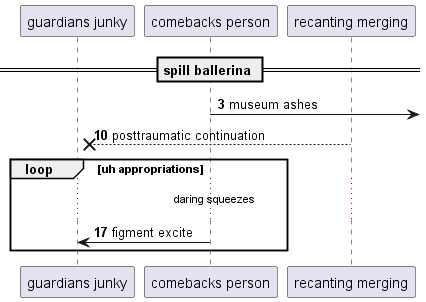 guardians junky comebacks person recanting merging
spill ballerina
3 museum ashes
10 posttraumatic continuation
loop [uh appropriations]
daring squeezes
17 figment excite
guardians junky comebacks person recanting merging